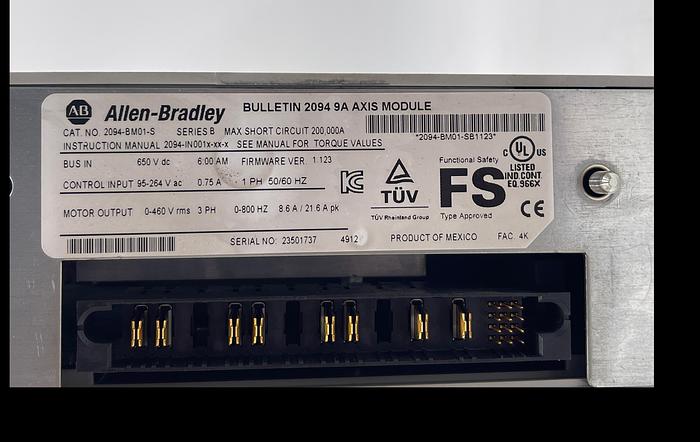 AB Allen-Bradley BULLETIN 2094 9A AXIS MODULE
CAT. NO. 2094-BM01-S SERIES B MAX SHORT CIRCUIT 200,000A
*2094-BM01-SB1123*
INSTRUCTION MANUAL 2094-IN001x-xx-x SEE MANUAL FOR TORQUE VALUES
BUS IN 650 V dc 6:00 AM FIRMWARE VER. 1.123
CONTROL INPUT 95-264 V ac 0.75 A 1 PH 50/60 HZ
MOTOR OUTPUT 0-460 V rms 3 PH 0-800 HZ 8.6 A / 21.6 A pk
TÜV
TÜV Rheinland Group
Functional Safety
FS
Type Approved
C UL US
LISTED
IND.CONT.
EQ.966X
CE
SERIAL NO: 23501737 4912 PRODUCT OF MEXICO FAC. 4K